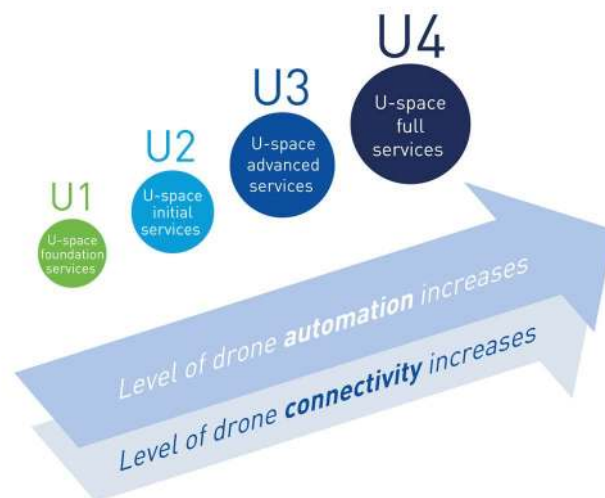 U4
U-space
full
services
U3
U-space
advanced
services
U2
U-space
initial
services
U1
U-space
foundation
services
Level of drone automation increases
Level of drone connectivity increases